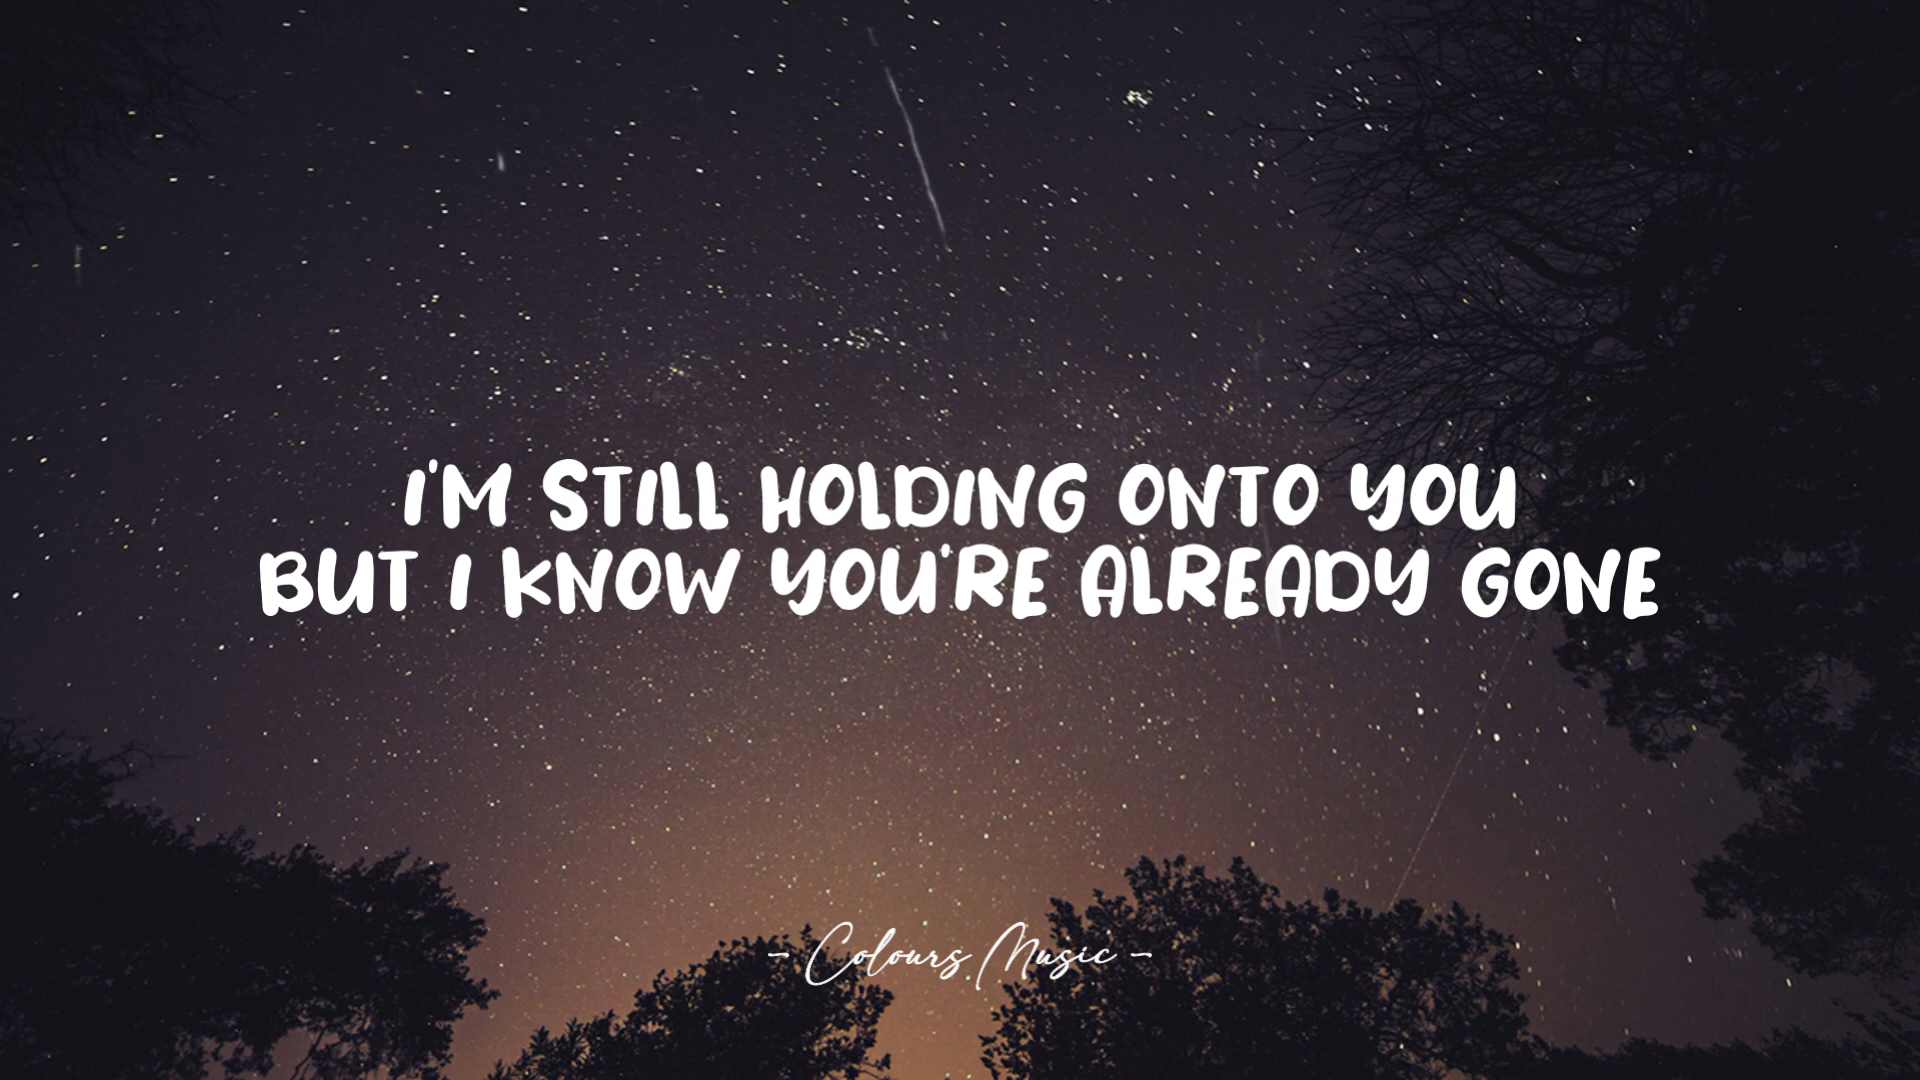 I'M STILL HOLDING ONTO YOU
BUT I KNOW YOU'RE ALREADY GONE
- Colours Music -